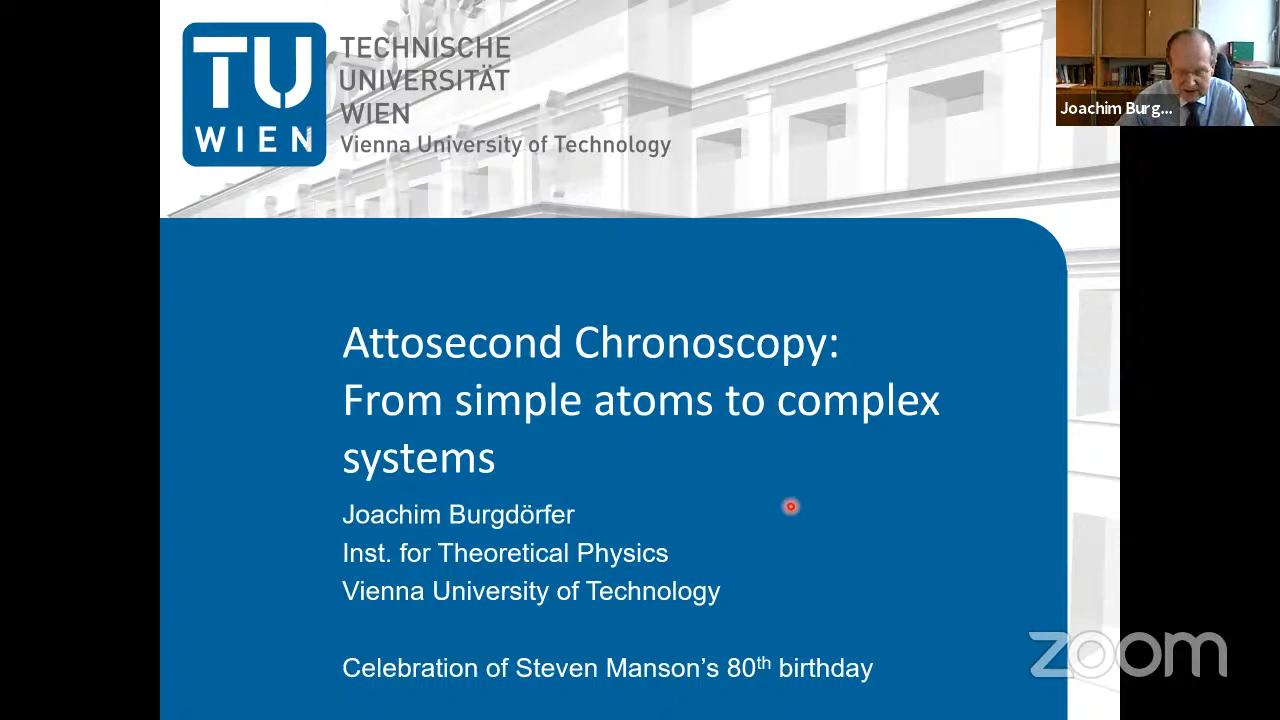 TU
WIEN
TECHNISCHE
UNIVERSITÄT
WIEN
Vienna University of Technology
Joachim Burg...
Attosecond Chronoscopy:
From simple atoms to complex
systems
Joachim Burgdörfer
Inst. for Theoretical Physics
Vienna University of Technology
Celebration of Steven Manson's 80th birthday
zoom